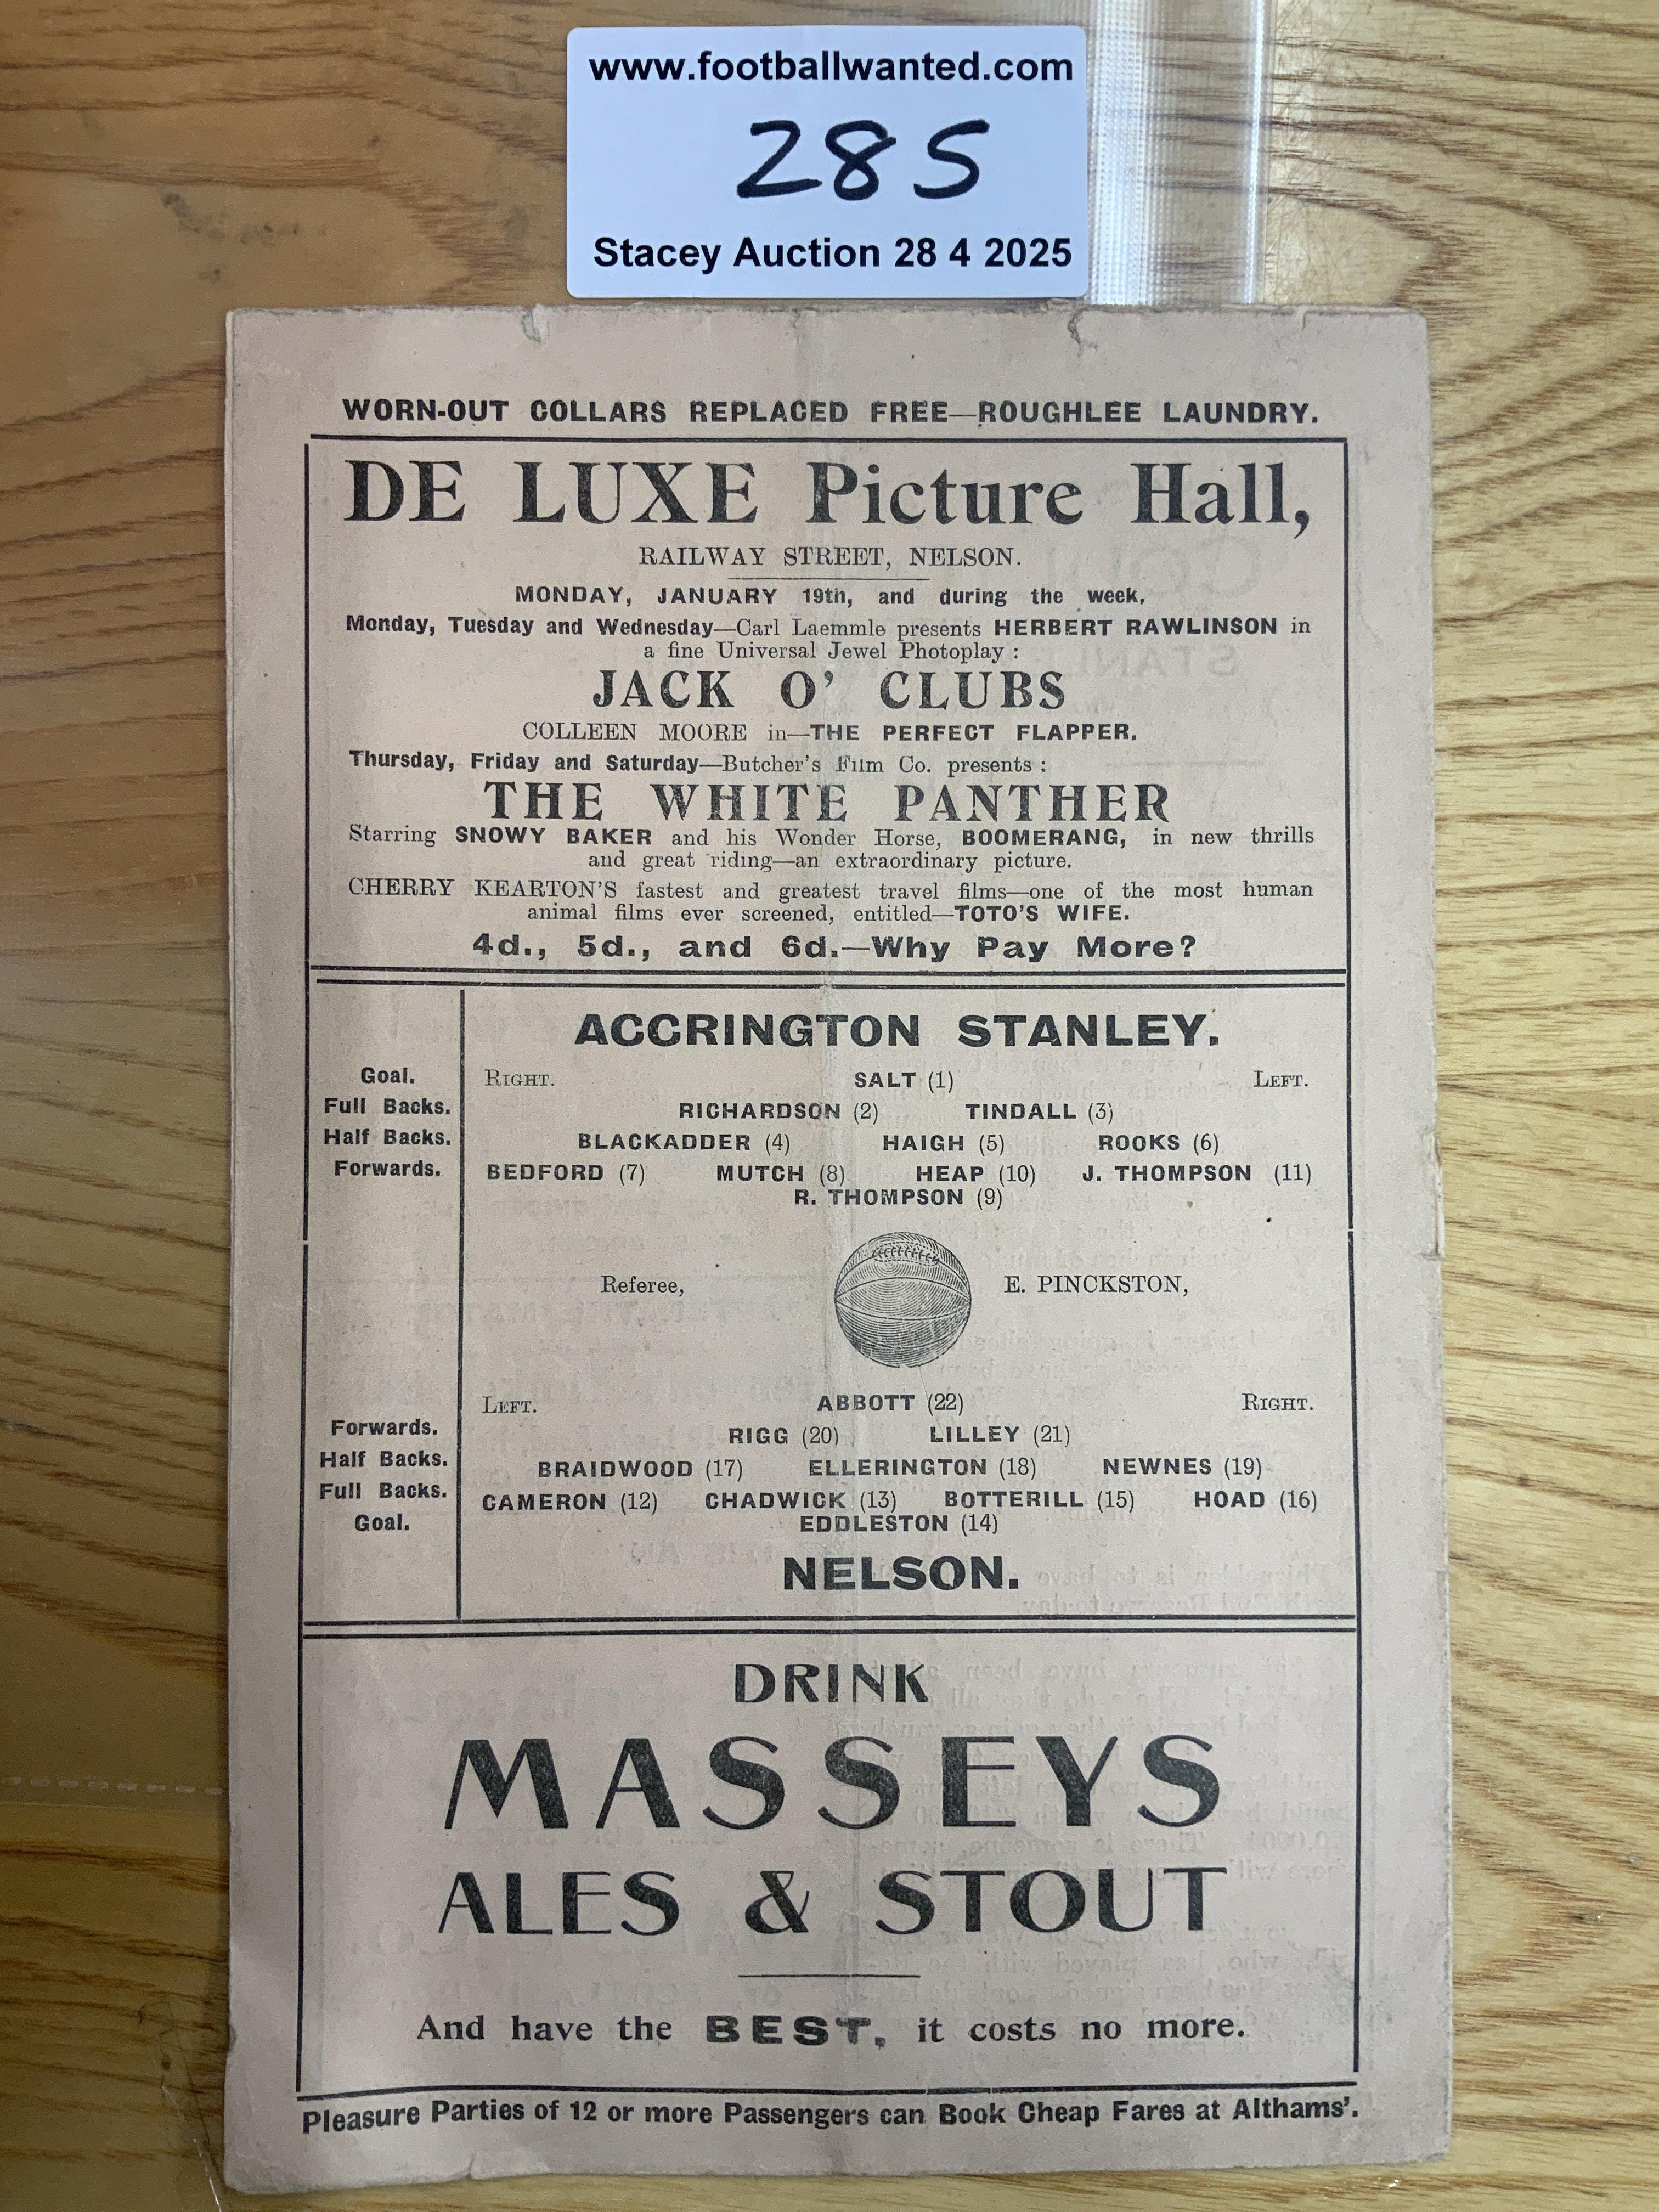 www.footballwanted.com
285
Stacey Auction 28 4 2025
WORN-OUT COLLARS REPLACED FREE—ROUGHLEE LAUNDRY.
DE LUXE Picture Hall,
RAILWAY STREET, NELSON.
MONDAY, JANUARY 19th, and during the week.
Monday, Tuesday and Wednesday—Carl Laemmle presents HERBERT RAWLINSON in
a fine Universal Jewel Photoplay :
JACK O' CLUBS
COLLEEN MOORE in—THE PERFECT FLAPPER.
Thursday, Friday and Saturday—Butcher's Film Co. presents :
THE WHITE PANTHER
Starring SNOWY BAKER and his Wonder Horse, BOOMERANG, in new thrills
and great riding—an extraordinary picture.
CHERRY KEARTON'S fastest and greatest travel films—one of the most human
animal films ever screened, entitled—TOTO'S WIFE.
4d., 5d., and 6d.—Why Pay More?
ACCRINGTON STANLEY.
Goal. RIGHT. SALT (1) LEFT.
Full Backs. RICHARDSON (2) TINDALL (3)
Half Backs. BLACKADDER (4) HAIGH (5) ROOKS (6)
Forwards. BEDFORD (7) MUTCH (8) HEAP (10) J. THOMPSON (11)
R. THOMPSON (9)
Referee, E. PINCKSTON,
LEFT. ABBOTT (22) RIGHT.
Forwards. RIGG (20) LILLEY (21)
Half Backs. BRAIDWOOD (17) ELLERINGTON (18) NEWNES (19)
Full Backs. CAMERON (12) CHADWICK (13) BOTTERILL (15) HOAD (16)
Goal. EDDLESTON (14)
NELSON.
DRINK
MASSEYS
ALES & STOUT
And have the BEST, it costs no more.
Pleasure Parties of 12 or more Passengers can Book Cheap Fares at Althams'.